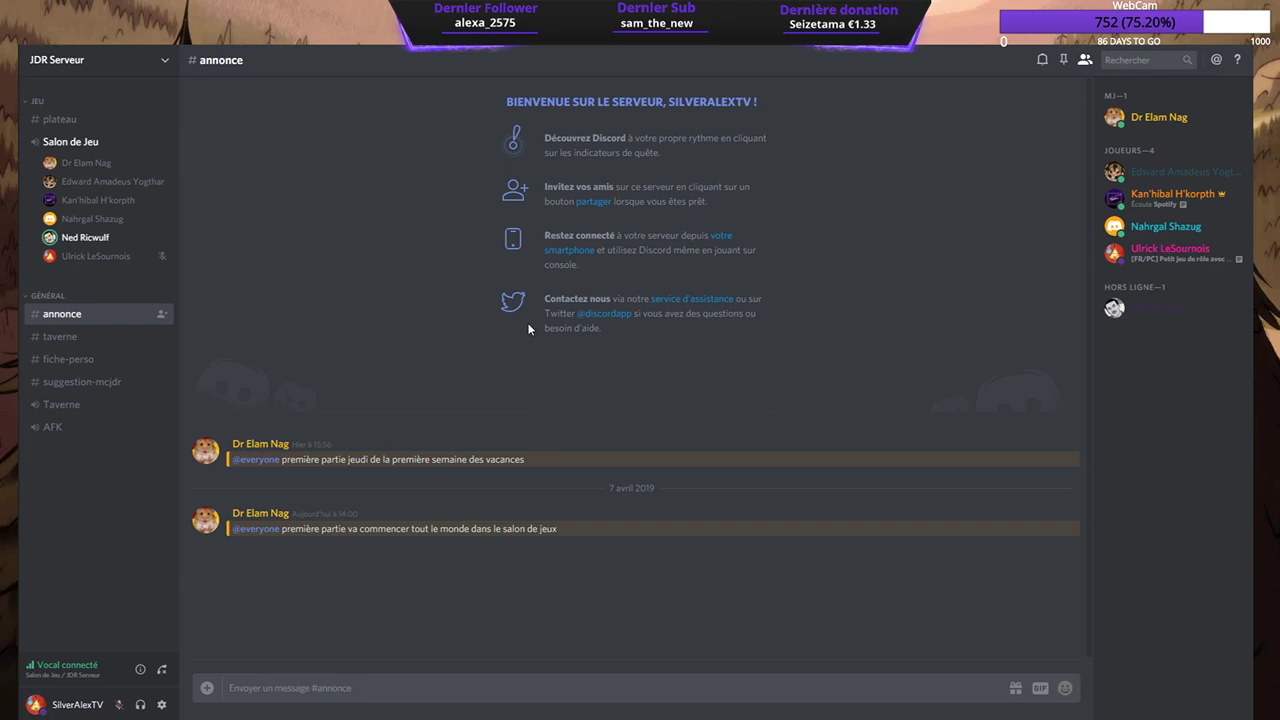 Dernier Follower
alexa_2575
Dernier Sub
sam_the_new
Dernière donation
Seizetama €1.33
WebCam
752 (75.20%)
0
86 DAYS TO GO
1000
JDR Serveur
# annonce
Rechercher
JEU
# plateau
Salon de Jeu
Dr Elam Nag
Edward Amadeus Yogthar
Kan'hibal H'korpth
Nahrgal Shazug
Ned Ricwulf
Ulrick LeSournois
GÉNÉRAL
# annonce
# taverne
# fiche-perso
# suggestion-mcjdr
Taverne
AFK
Vocal connecté
Salon de Jeu / JDR Serveur
SilverAlexTV
BIENVENUE SUR LE SERVEUR, SILVERALEXTV !
Découvrez Discord à votre propre rythme en cliquant
sur les indicateurs de quête.
Invitez vos amis sur ce serveur en cliquant sur un
bouton partager lorsque vous êtes prêt.
Restez connecté à votre serveur depuis votre
smartphone et utilisez Discord même en jouant sur
console.
Contactez nous via notre service d'assistance ou sur
Twitter @discordapp si vous avez des questions ou
besoin d'aide.
Dr Elam Nag Hier à 15:56
@everyone première partie jeudi de la première semaine des vacances
7 avril 2019
Dr Elam Nag Aujourd'hui à 14:00
@everyone première partie va commencer tout le monde dans le salon de jeux
Envoyer un message #annonce
GIF
MJ—1
Dr Elam Nag
JOUEURS—4
Edward Amadeus Yogt...
Kan'hibal H'korpth
Écoute Spotify
Nahrgal Shazug
Ulrick LeSournois
[FR/PC] Petit jeu de rôle avec ...
HORS LIGNE—1